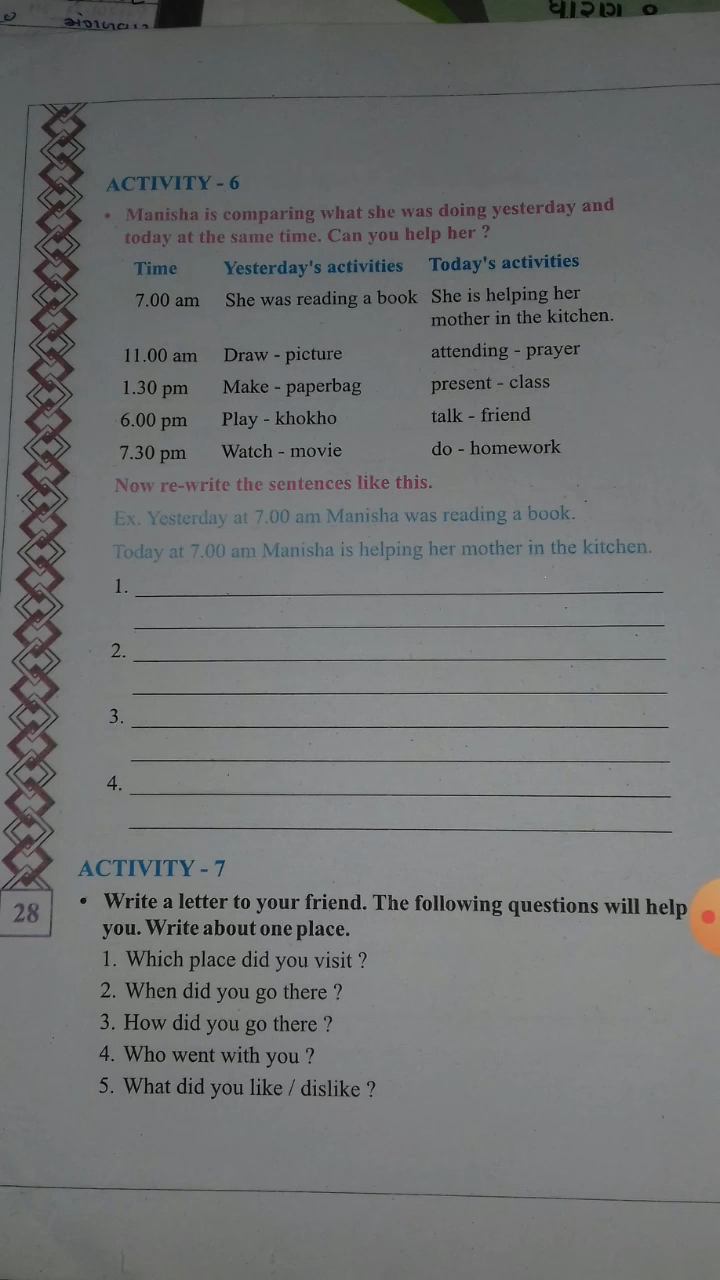 ધારણ ૦
ACTIVITY - 6
• Manisha is comparing what she was doing yesterday and
today at the same time. Can you help her ?
Time Yesterday's activities Today's activities
7.00 am She was reading a book She is helping her
mother in the kitchen.
11.00 am Draw - picture attending - prayer
1.30 pm Make - paperbag present - class
6.00 pm Play - khokho talk - friend
7.30 pm Watch - movie do - homework
Now re-write the sentences like this.
Ex. Yesterday at 7.00 am Manisha was reading a book.
Today at 7.00 am Manisha is helping her mother in the kitchen.
1.
2.
3.
4.
ACTIVITY - 7
• Write a letter to your friend. The following questions will help
you. Write about one place.
1. Which place did you visit ?
2. When did you go there ?
3. How did you go there ?
4. Who went with you ?
5. What did you like / dislike ?
28